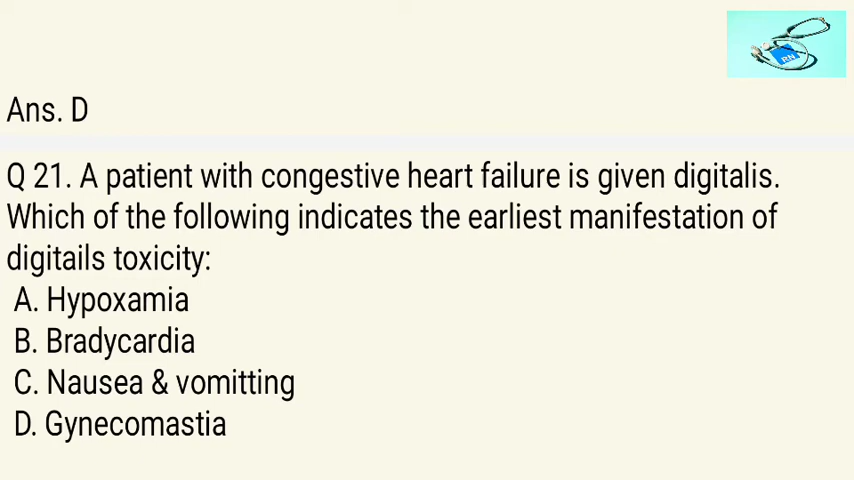 RN
Ans. D
Q 21. A patient with congestive heart failure is given digitalis.
Which of the following indicates the earliest manifestation of
digitails toxicity:
A. Hypoxamia
B. Bradycardia
C. Nausea & vomitting
D. Gynecomastia